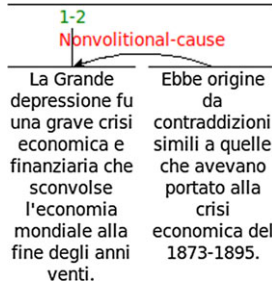 1-2
Nonvolitional-cause
La Grande
depressione fu
una grave crisi
economica e
finanziaria che
sconvolse
l'economia
mondiale alla
fine degli anni
venti.
Ebbe origine
da
contraddizioni
simili a quelle
che avevano
portato alla
crisi
economica del
1873-1895.